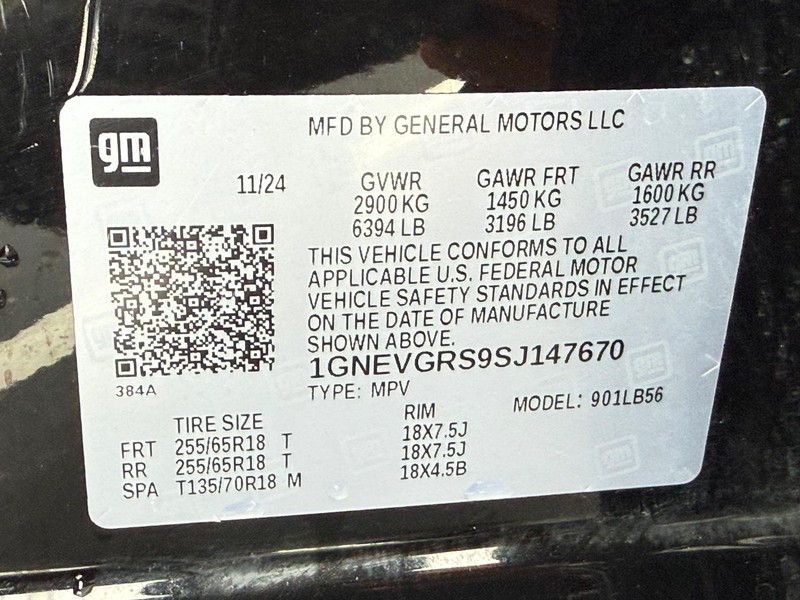 gm
MFD BY GENERAL MOTORS LLC
11/24
GVWR GAWR FRT GAWR RR
2900 KG 1450 KG 1600 KG
6394 LB 3196 LB 3527 LB
THIS VEHICLE CONFORMS TO ALL
APPLICABLE U.S. FEDERAL MOTOR
VEHICLE SAFETY STANDARDS IN EFFECT
ON THE DATE OF MANUFACTURE
SHOWN ABOVE.
1GNEVGRS9SJ147670
384A
TYPE: MPV MODEL: 901LB56
TIRE SIZE RIM
FRT 255/65R18 T 18X7.5J
RR 255/65R18 T 18X7.5J
SPA T135/70R18 M 18X4.5B